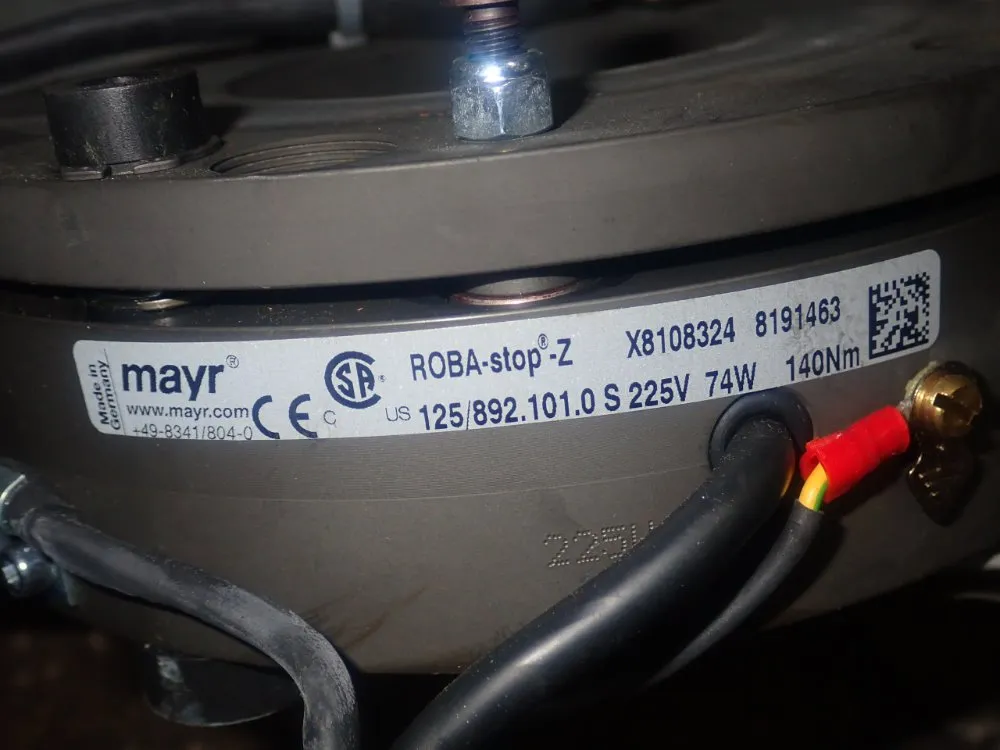 Made in
Germany
mayr®
www.mayr.com
+49-8341/804-0
CE
C SA® US
ROBA-stop®-Z X8108324 8191463
125/892.101.0 S 225V 74W 140Nm
225V